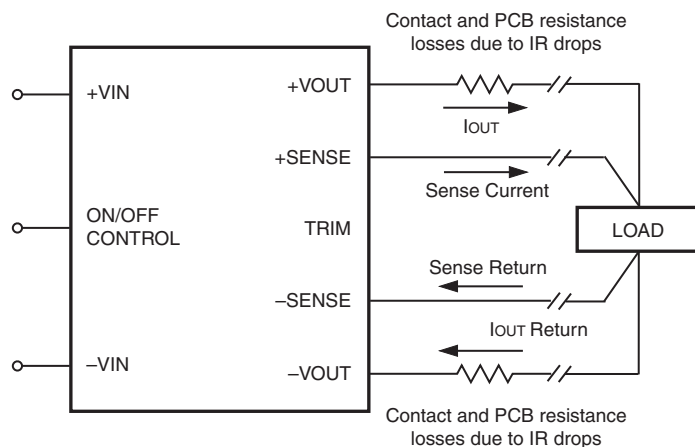 Contact and PCB resistance
losses due to IR drops
+VOUT
+VIN
IOUT
+SENSE
Sense Current
ON/OFF
CONTROL
TRIM
LOAD
Sense Return
–SENSE
IOUT Return
–VIN
–VOUT
Contact and PCB resistance
losses due to IR drops